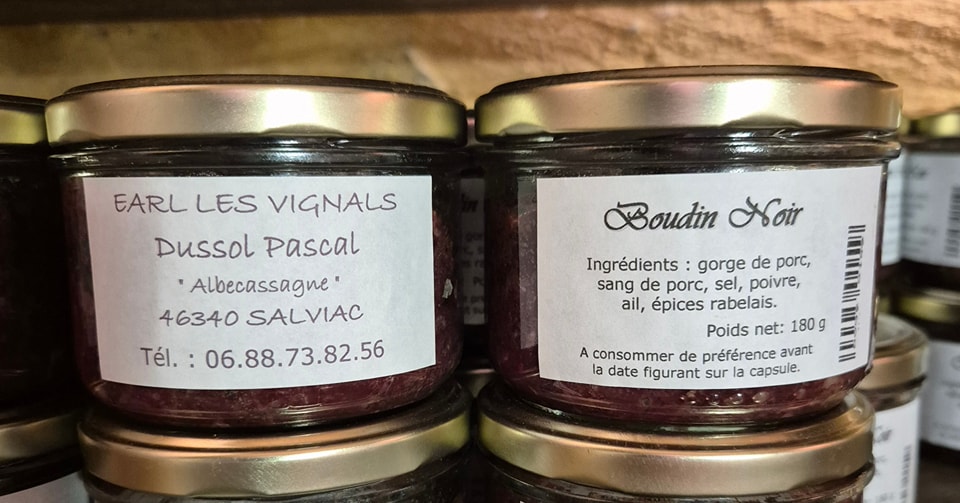 EARL LES VIGNALS
Dussol Pascal
"Albecassagne"
46340 SALVIAC
Tél. : 06.88.73.82.56
Boudin Noir
Ingrédients : gorge de porc,
sang de porc, sel, poivre,
ail, épices rabelais.
Poids net: 180 g
A consommer de préférence avant
la date figurant sur la capsule.
Noir